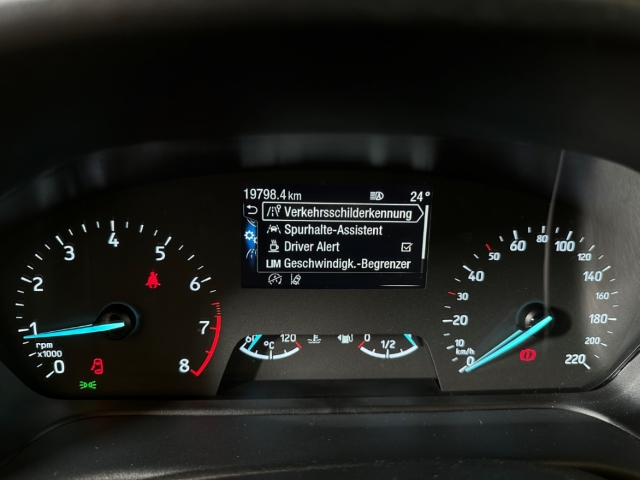 19798.4 km 24°
Verkehrsschilderkennung
Spurhalte-Assistent
Driver Alert
LIM Geschwindigk.-Begrenzer
0 1 2 3 4 5 6 7 8
rpm
x1000
60 120
°C
0 1/2
0 10 20 30 40 50 60 80 100 120 140 160 180 200 220
km/h